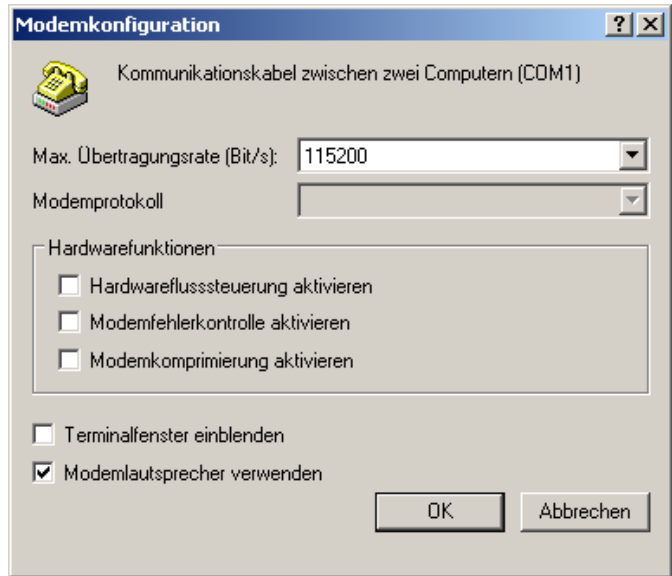 Modemkonfiguration
Kommunikationskabel zwischen zwei Computern (COM1)
Max. Übertragungsrate (Bit/s): 115200
Modemprotokoll
Hardwarefunktionen
Hardwareflusssteuerung aktivieren
Modemfehlerkontrolle aktivieren
Modemkomprimierung aktivieren
Terminalfenster einblenden
Modemlautsprecher verwenden
OK Abbrechen